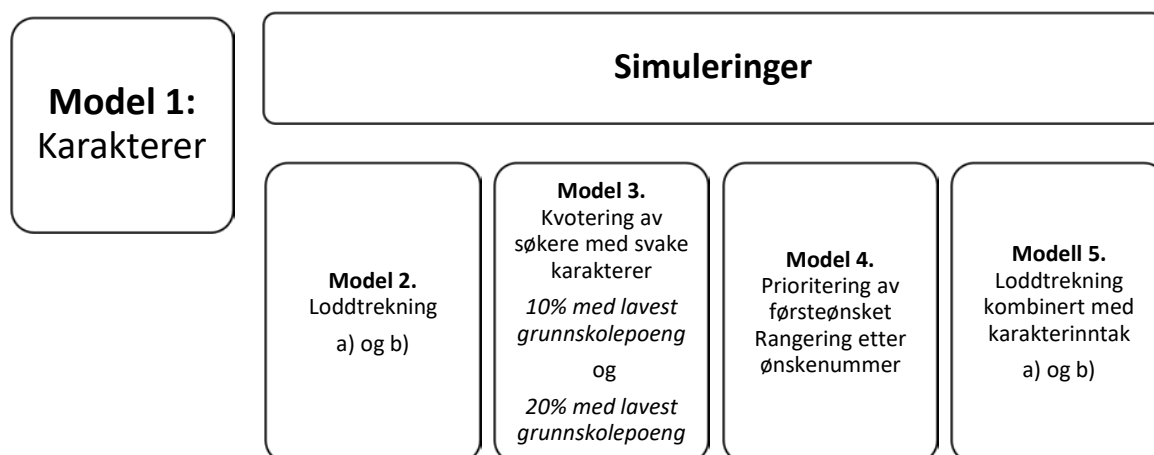 Model 1:
Karakterer
Simuleringer
Model 2.
Loddtrekning
a) og b)
Model 3.
Kvotering av
søkere med svake
karakterer
10% med lavest
grunnskolepoeng
og
20% med lavest
grunnskolepoeng
Model 4.
Prioritering av
førsteønsket
Rangering etter
ønskenummer
Modell 5.
Loddtrekning
kombinert med
karakterinntak
a) og b)